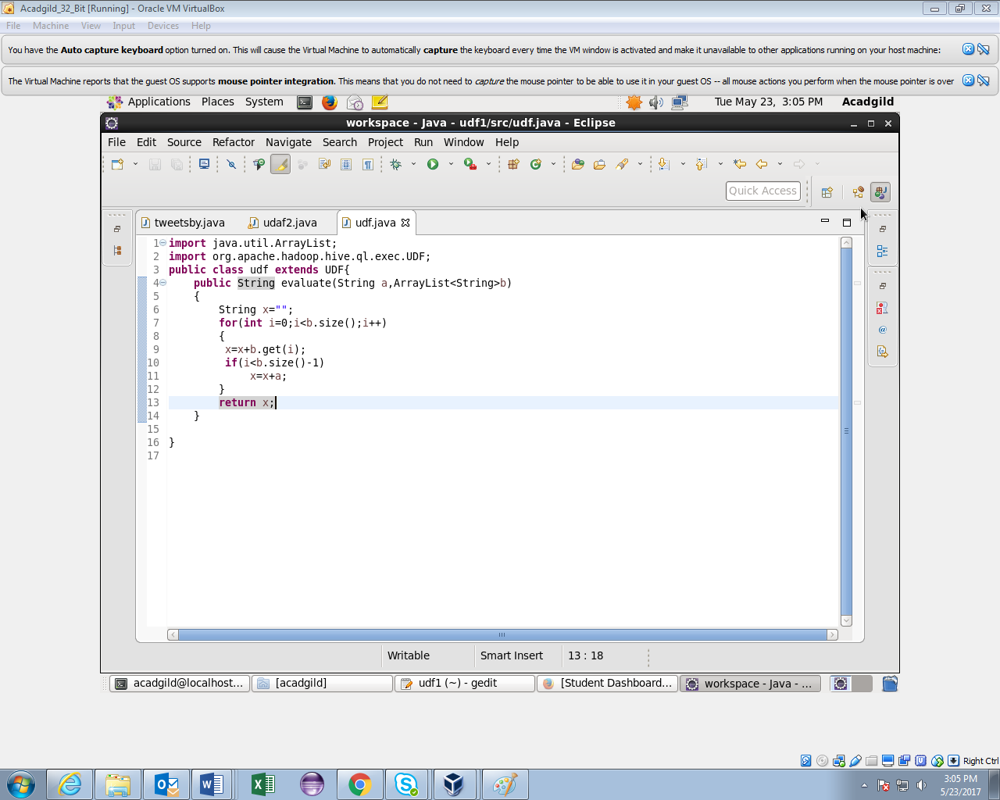 Acadgild_32_Bit [Running] - Oracle VM VirtualBox
File Machine View Input Devices Help
You have the Auto capture keyboard option turned on. This will cause the Virtual Machine to automatically capture the keyboard every time the VM window is activated and make it unavailable to other applications running on your host machine:
The Virtual Machine reports that the guest OS supports mouse pointer integration. This means that you do not need to capture the mouse pointer to be able to use it in your guest OS -- all mouse actions you perform when the mouse pointer is over
Applications Places System Tue May 23, 3:05 PM Acadgild
workspace - Java - udf1/src/udf.java - Eclipse
File Edit Source Refactor Navigate Search Project Run Window Help
Quick Access
tweetsby.java udaf2.java udf.java
1 import java.util.ArrayList;
2 import org.apache.hadoop.hive.ql.exec.UDF;
3 public class udf extends UDF{
4     public String evaluate(String a,ArrayList<String>b)
5     {
6         String x="";
7         for(int i=0;i<b.size();i++)
8         {
9          x=x+b.get(i);
10          if(i<b.size()-1)
11              x=x+a;
12         }
13         return x;
14     }
15
16 }
17
Writable Smart Insert 13 : 18
acadgild@localhost... [acadgild] udf1 (~) - gedit [Student Dashboard... workspace - Java - ...
Right Ctrl
3:05 PM
5/23/2017